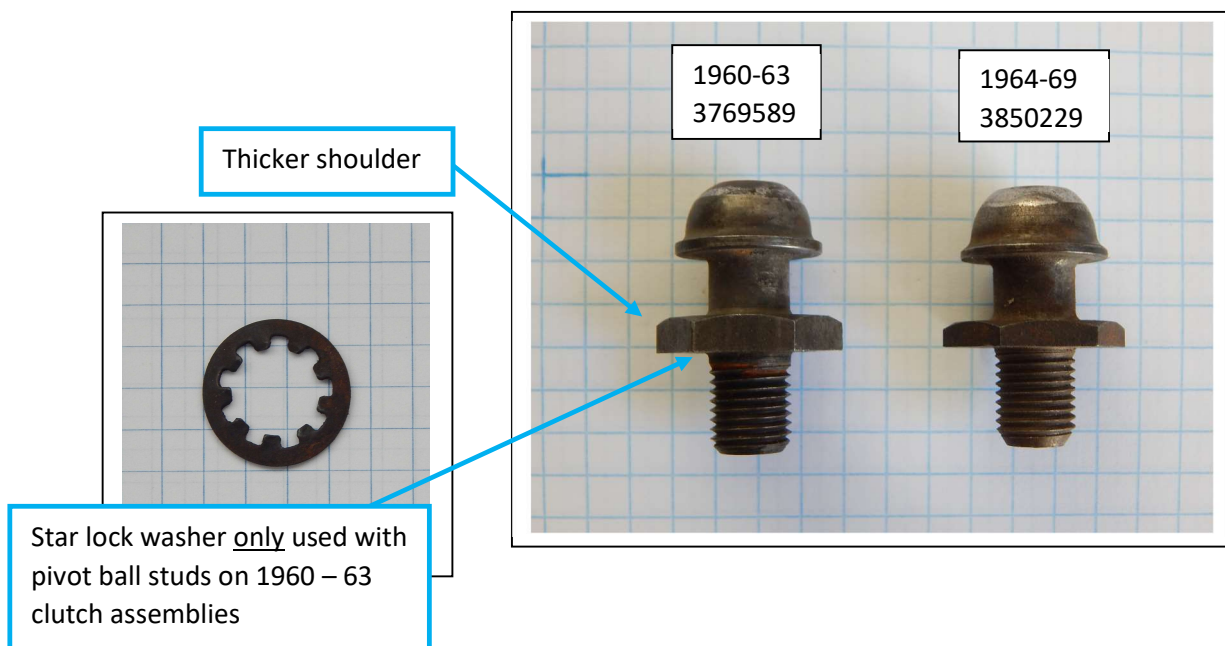 1960-63
3769589
1964-69
3850229
Thicker shoulder
Star lock washer only used with
pivot ball studs on 1960 – 63
clutch assemblies